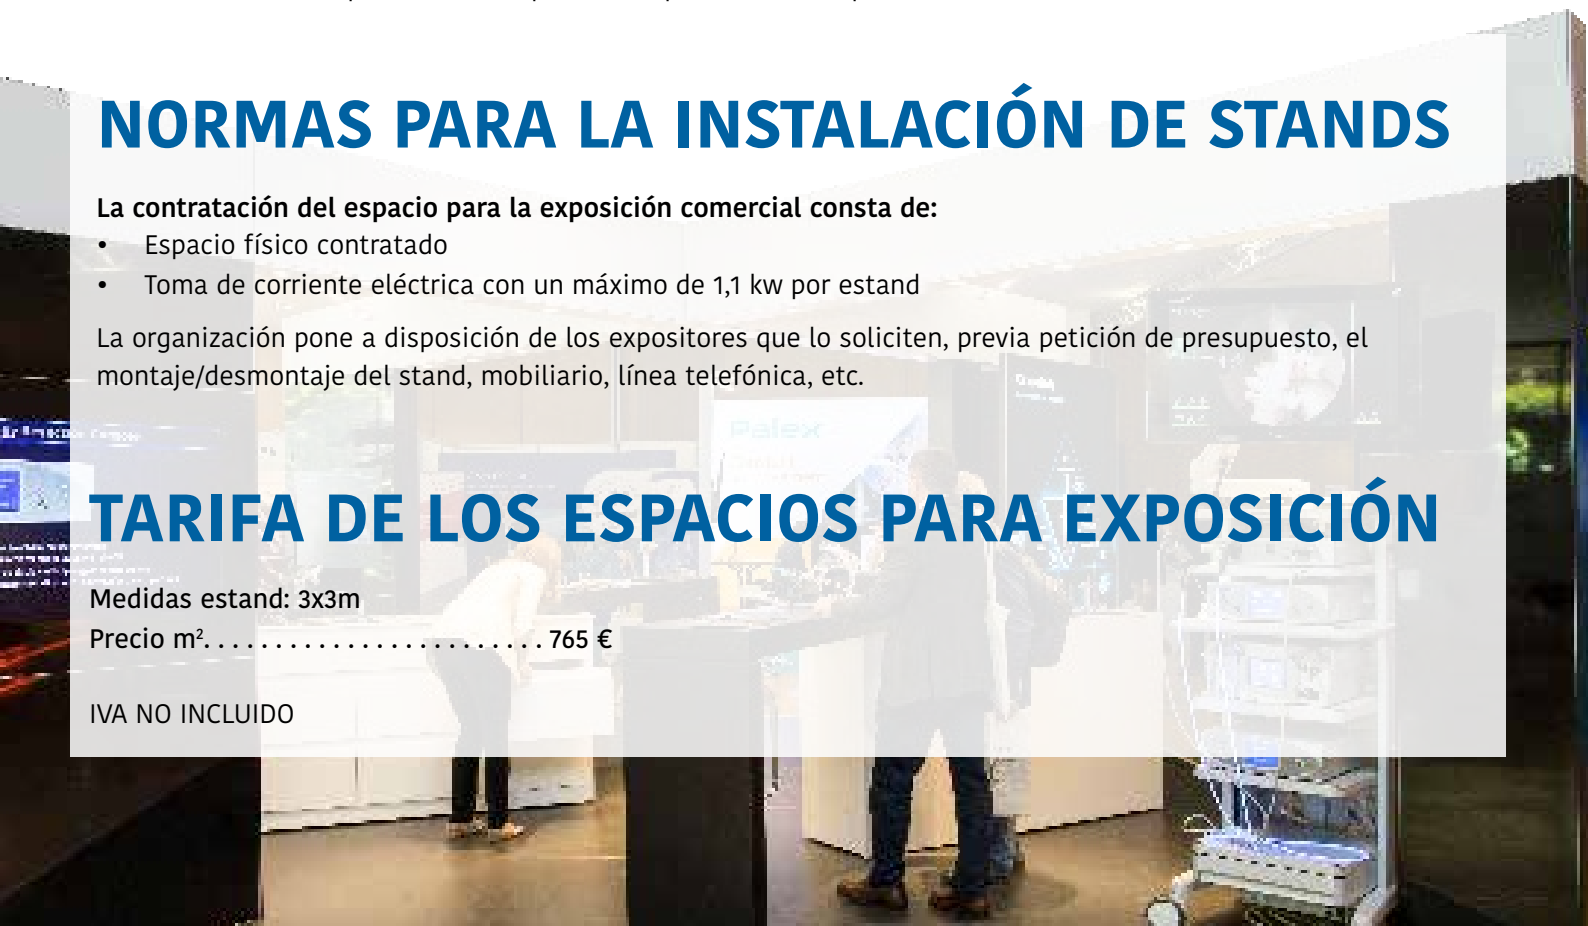 NORMAS PARA LA INSTALACIÓN DE STANDS
La contratación del espacio para la exposición comercial consta de:
• Espacio físico contratado
• Toma de corriente eléctrica con un máximo de 1,1 kw por estand
La organización pone a disposición de los expositores que lo soliciten, previa petición de presupuesto, el
montaje/desmontaje del stand, mobiliario, línea telefónica, etc.
Palex
TARIFA DE LOS ESPACIOS PARA EXPOSICIÓN
Medidas estand: 3x3m
Precio m². . . . . . . . . . . . . . . . . . . . . . . . 765 €
IVA NO INCLUIDO